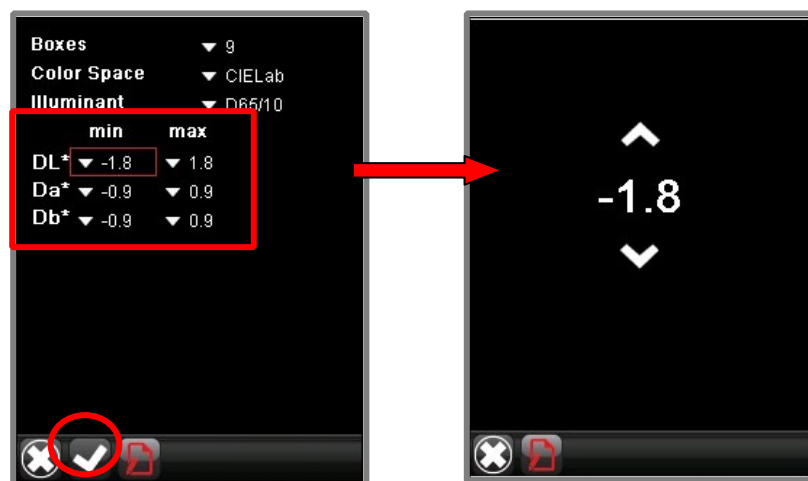 Boxes 9
Color Space CIELab
Illuminant D65/10
min max
DL* -1.8 1.8
Da* -0.9 0.9
Db* -0.9 0.9
-1.8